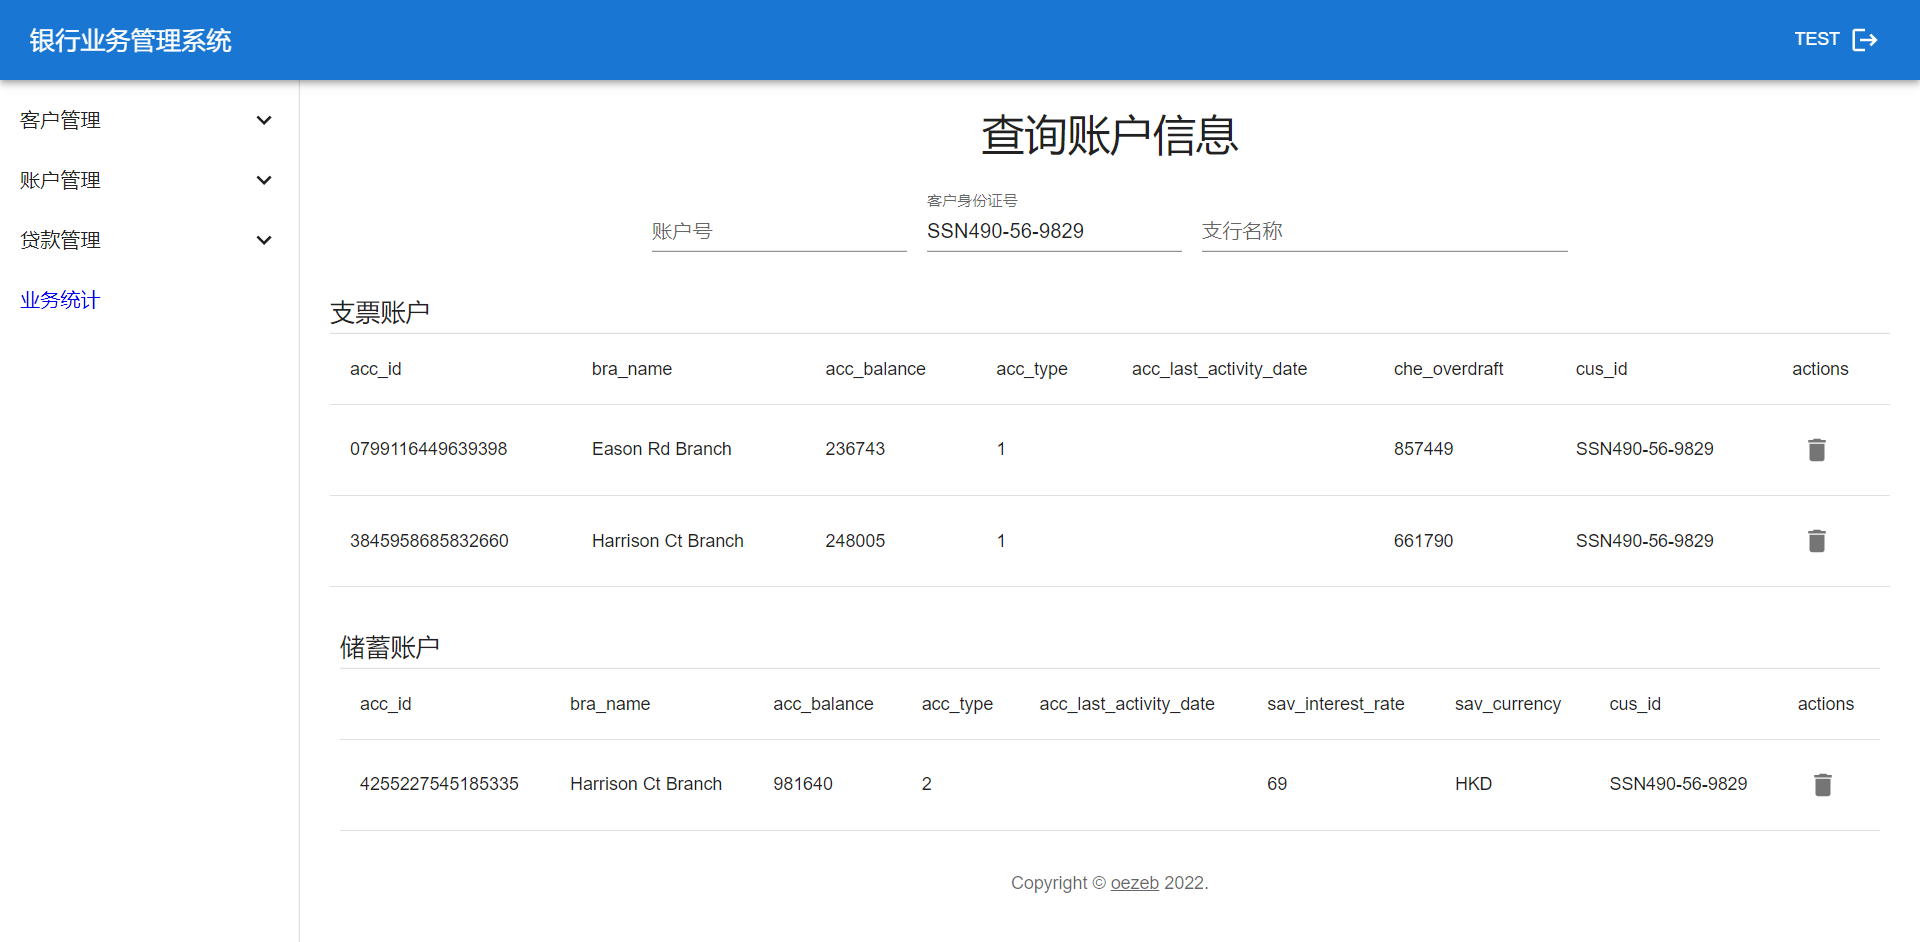 银行业务管理系统
TEST
客户管理
账户管理
贷款管理
业务统计
查询账户信息
客户身份证号
账户号 SSN490-56-9829 支行名称
支票账户
acc_id bra_name acc_balance acc_type acc_last_activity_date che_overdraft cus_id actions
0799116449639398 Eason Rd Branch 236743 1 857449 SSN490-56-9829
3845958685832660 Harrison Ct Branch 248005 1 661790 SSN490-56-9829
储蓄账户
acc_id bra_name acc_balance acc_type acc_last_activity_date sav_interest_rate sav_currency cus_id actions
4255227545185335 Harrison Ct Branch 981640 2 69 HKD SSN490-56-9829
Copyright © oezeb 2022.